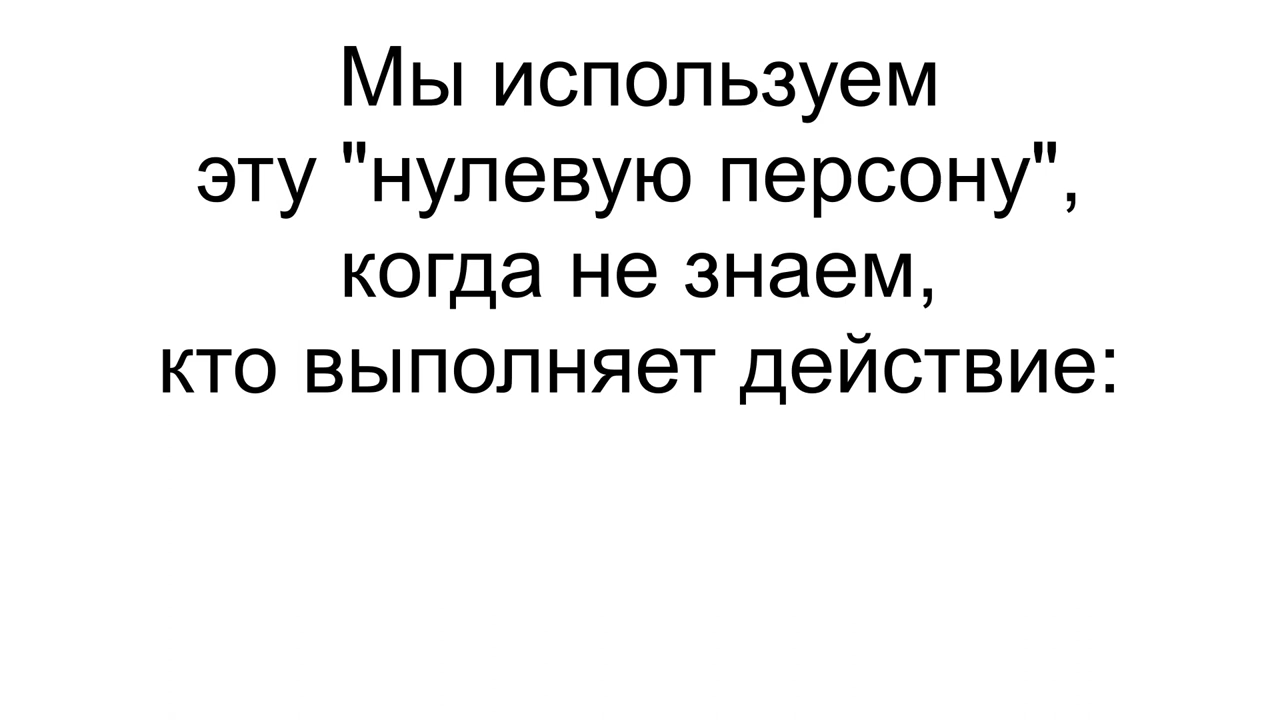 Мы используем
эту "нулевую персону",
когда не знаем,
кто выполняет действие: